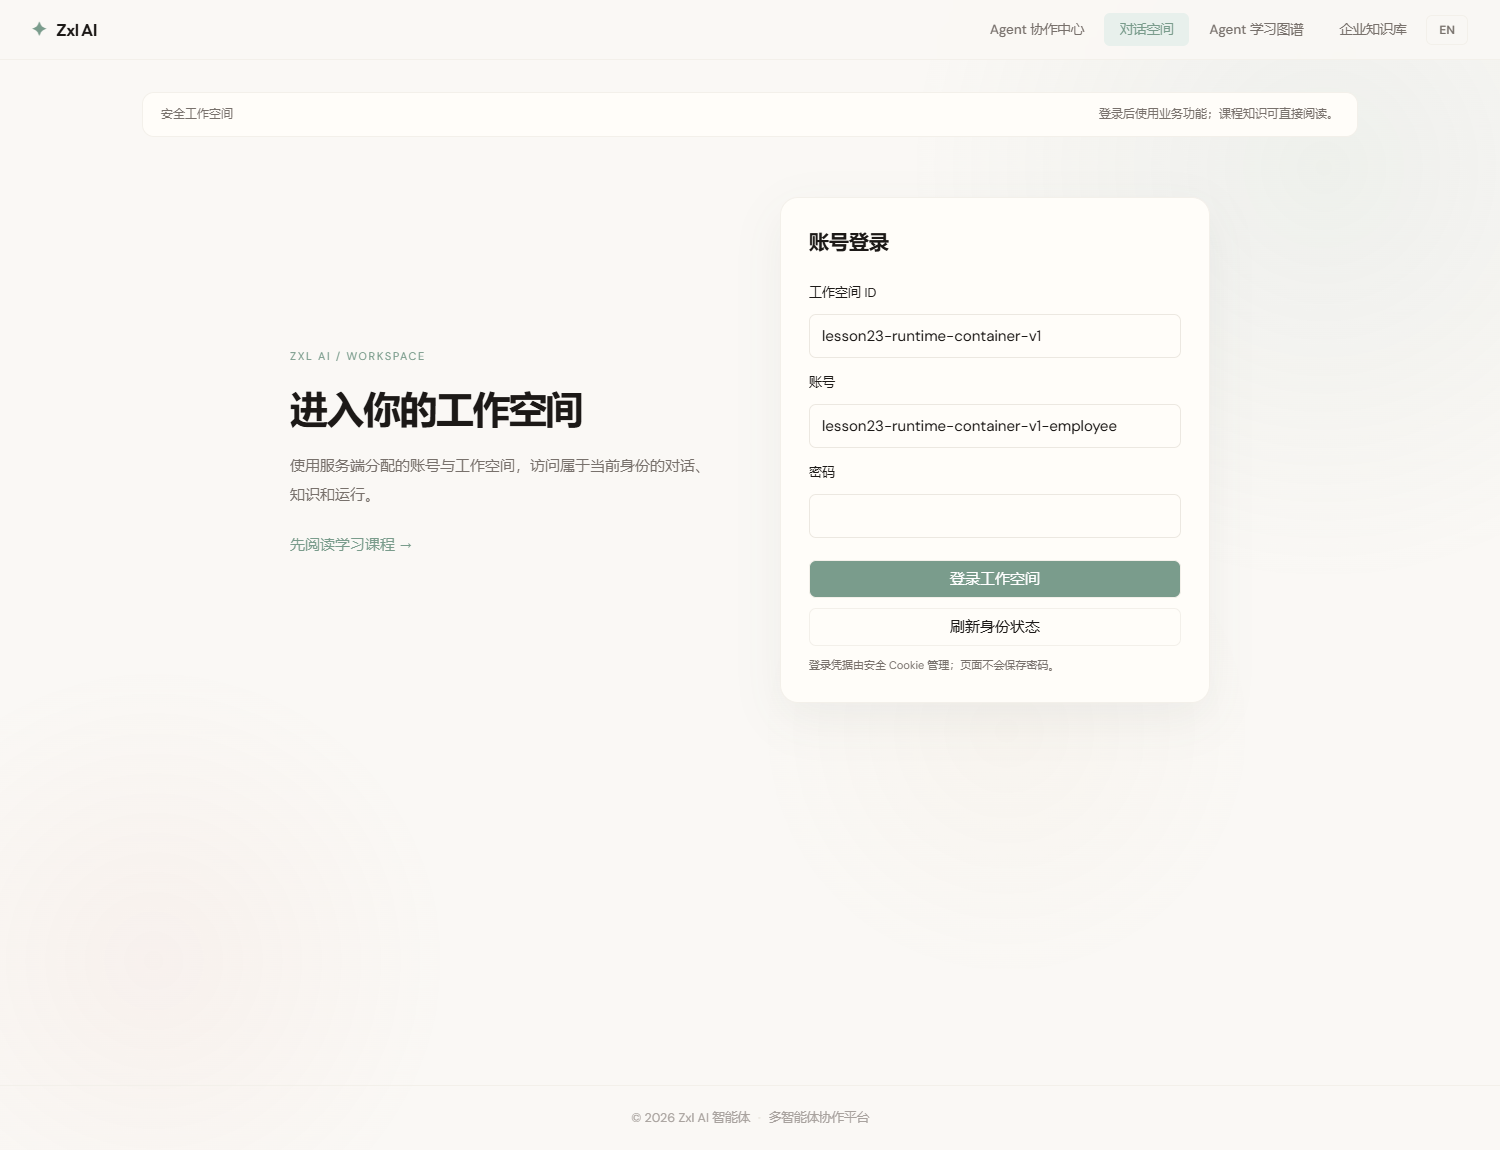 Zxl AI
Agent 协作中心
对话空间
Agent 学习图谱
企业知识库
EN
安全工作空间
登录后使用业务功能；课程知识可直接阅读。
ZXL AI / WORKSPACE
进入你的工作空间
使用服务端分配的账号与工作空间，访问属于当前身份的对话、
知识和运行。
先阅读学习课程 →
账号登录
工作空间 ID
lesson23-runtime-container-v1
账号
lesson23-runtime-container-v1-employee
密码
登录工作空间
刷新身份状态
登录凭据由安全 Cookie 管理；页面不会保存密码。
© 2026 Zxl AI 智能体 · 多智能体协作平台